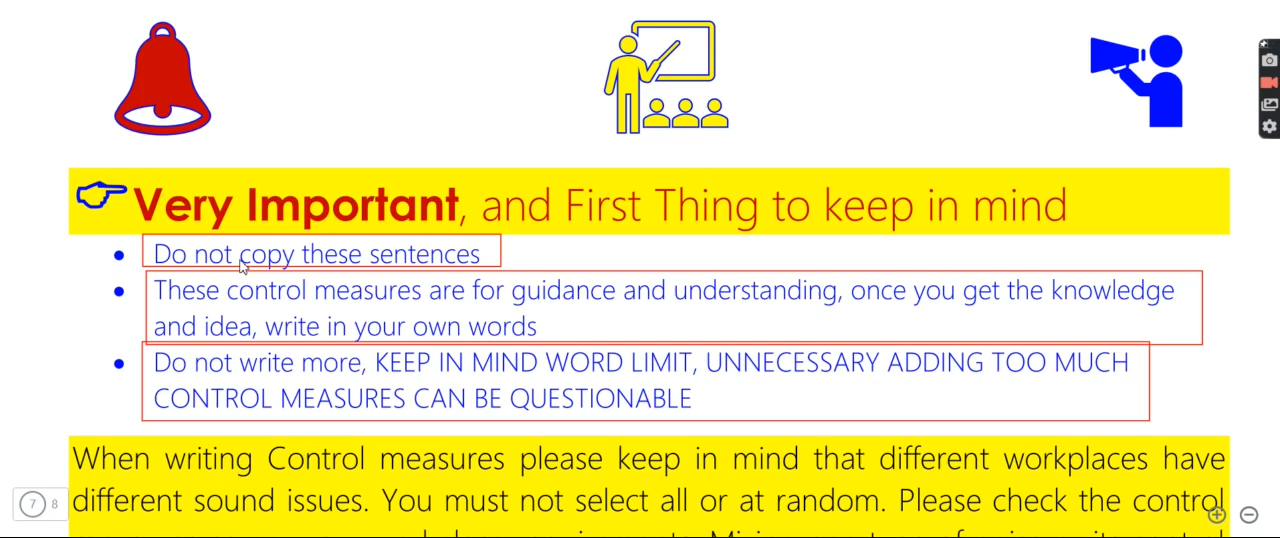 Very Important, and First Thing to keep in mind
Do not copy these sentences
These control measures are for guidance and understanding, once you get the knowledge
and idea, write in your own words
Do not write more, KEEP IN MIND WORD LIMIT, UNNECESSARY ADDING TOO MUCH
CONTROL MEASURES CAN BE QUESTIONABLE
When writing Control measures please keep in mind that different workplaces have
different sound issues. You must not select all or at random. Please check the control
7 8